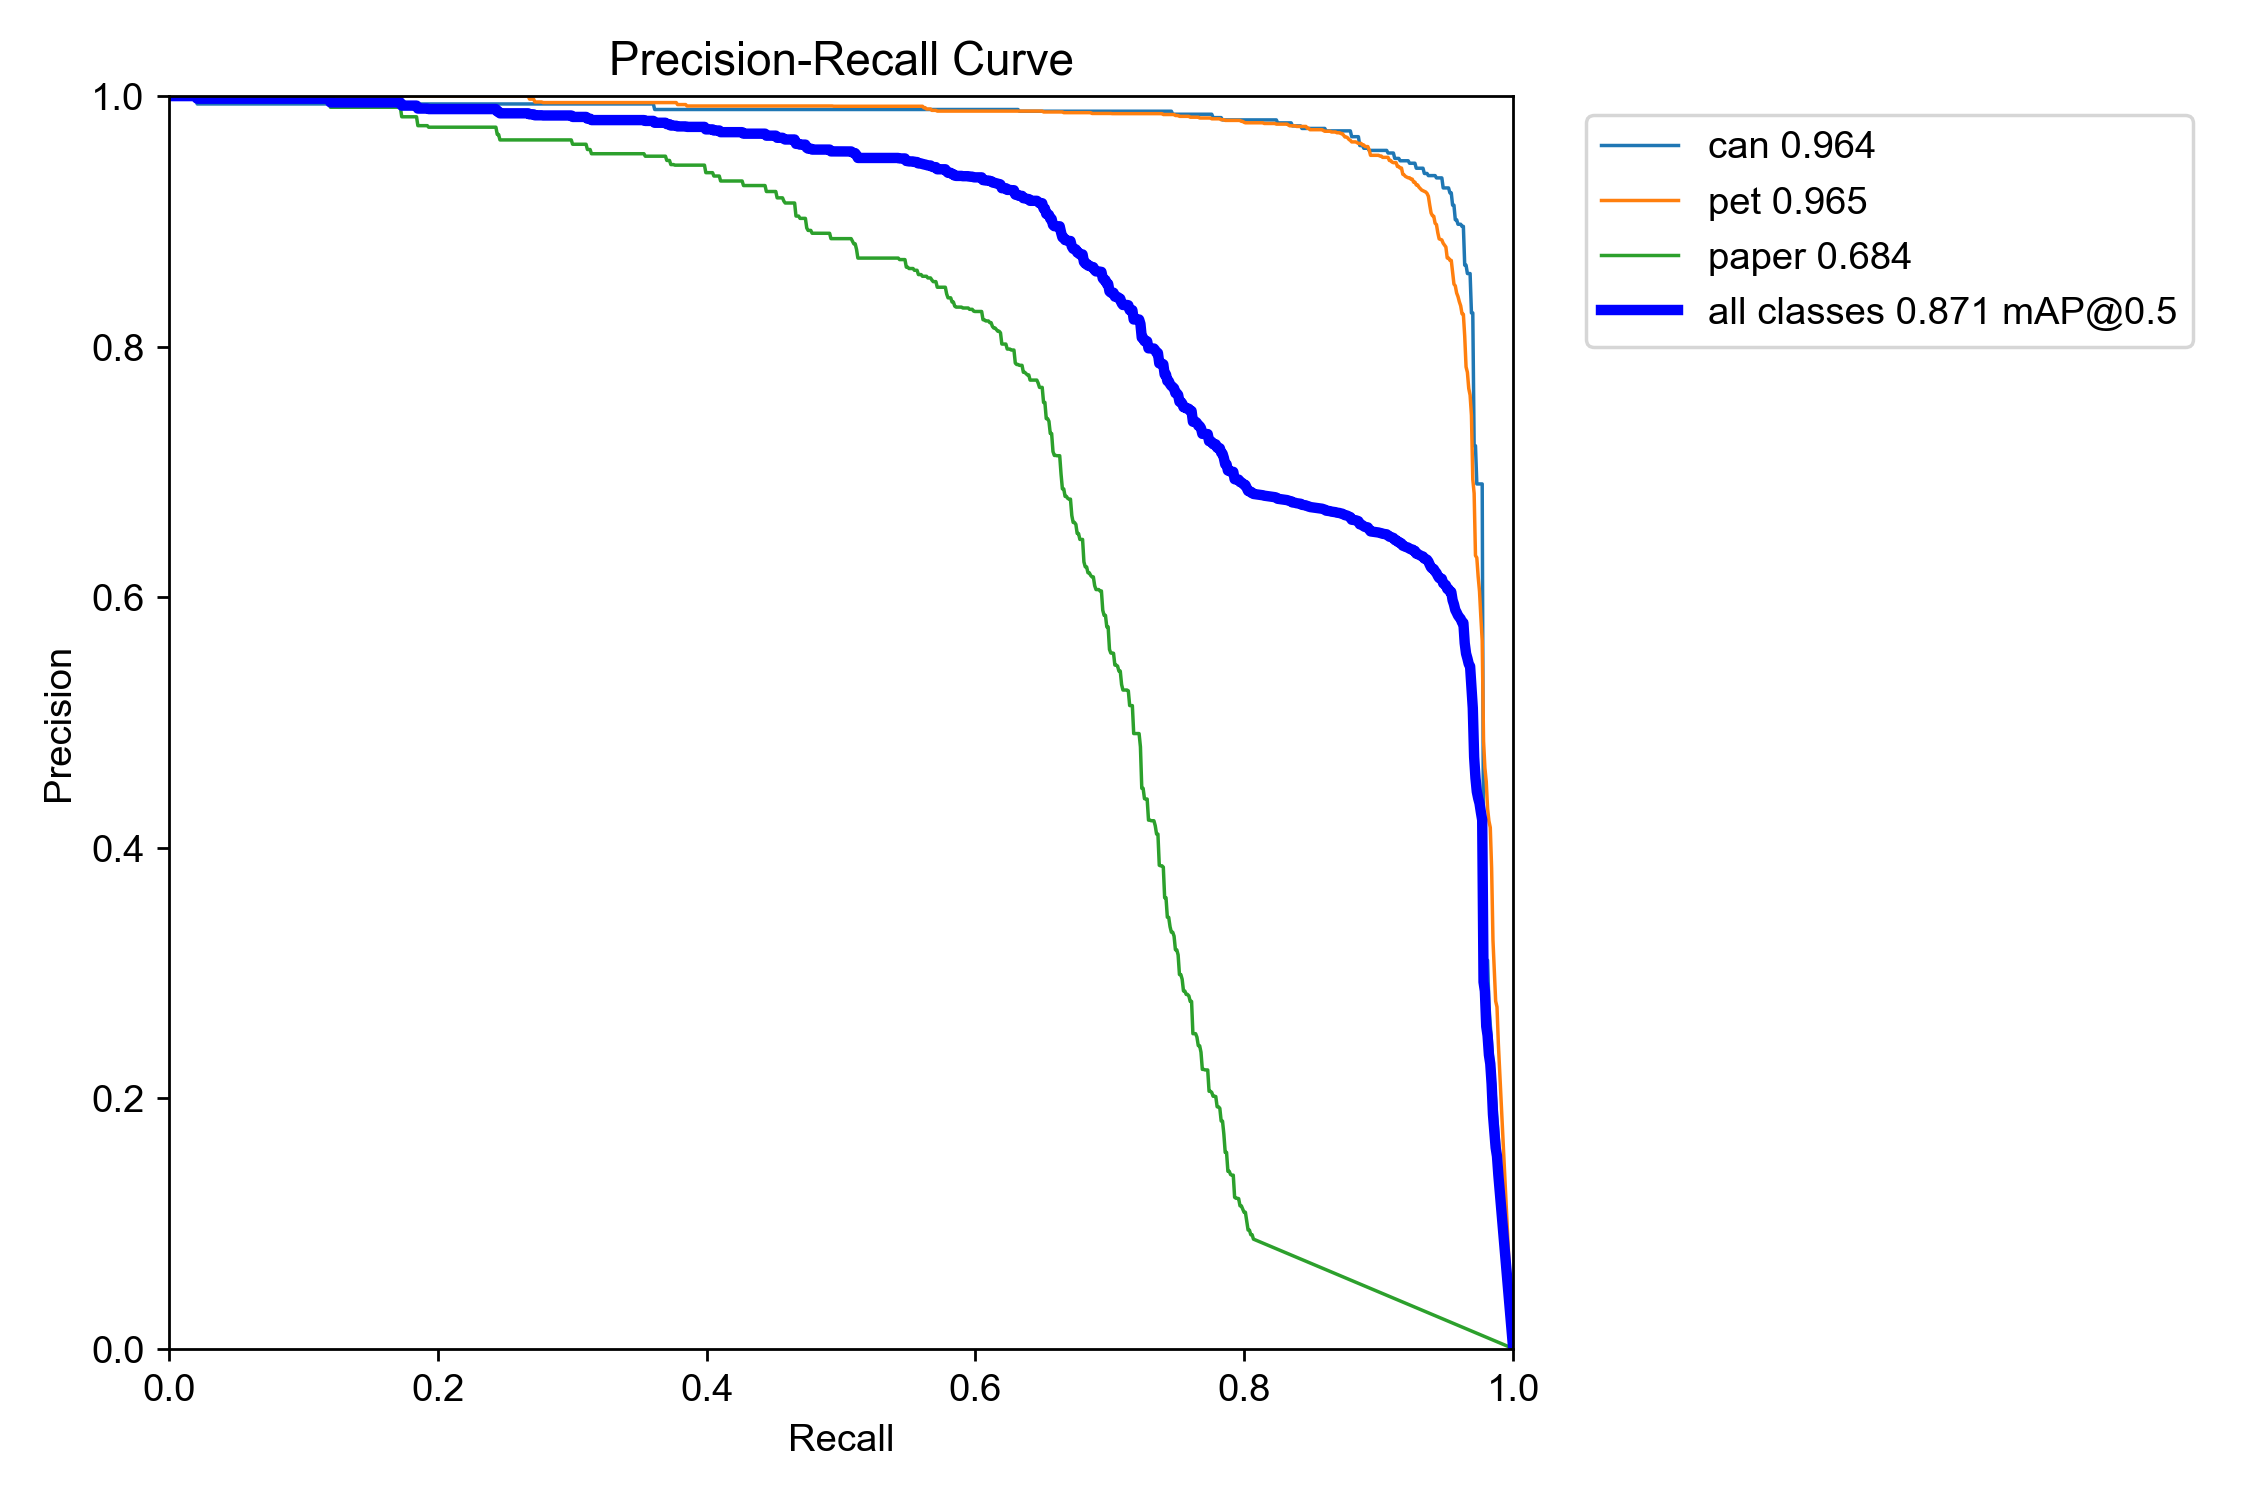 Precision-Recall Curve
1.0
0.8
0.6
0.4
0.2
0.0
Precision
0.0 0.2 0.4 0.6 0.8 1.0
Recall
can 0.964
pet 0.965
paper 0.684
all classes 0.871 mAP@0.5